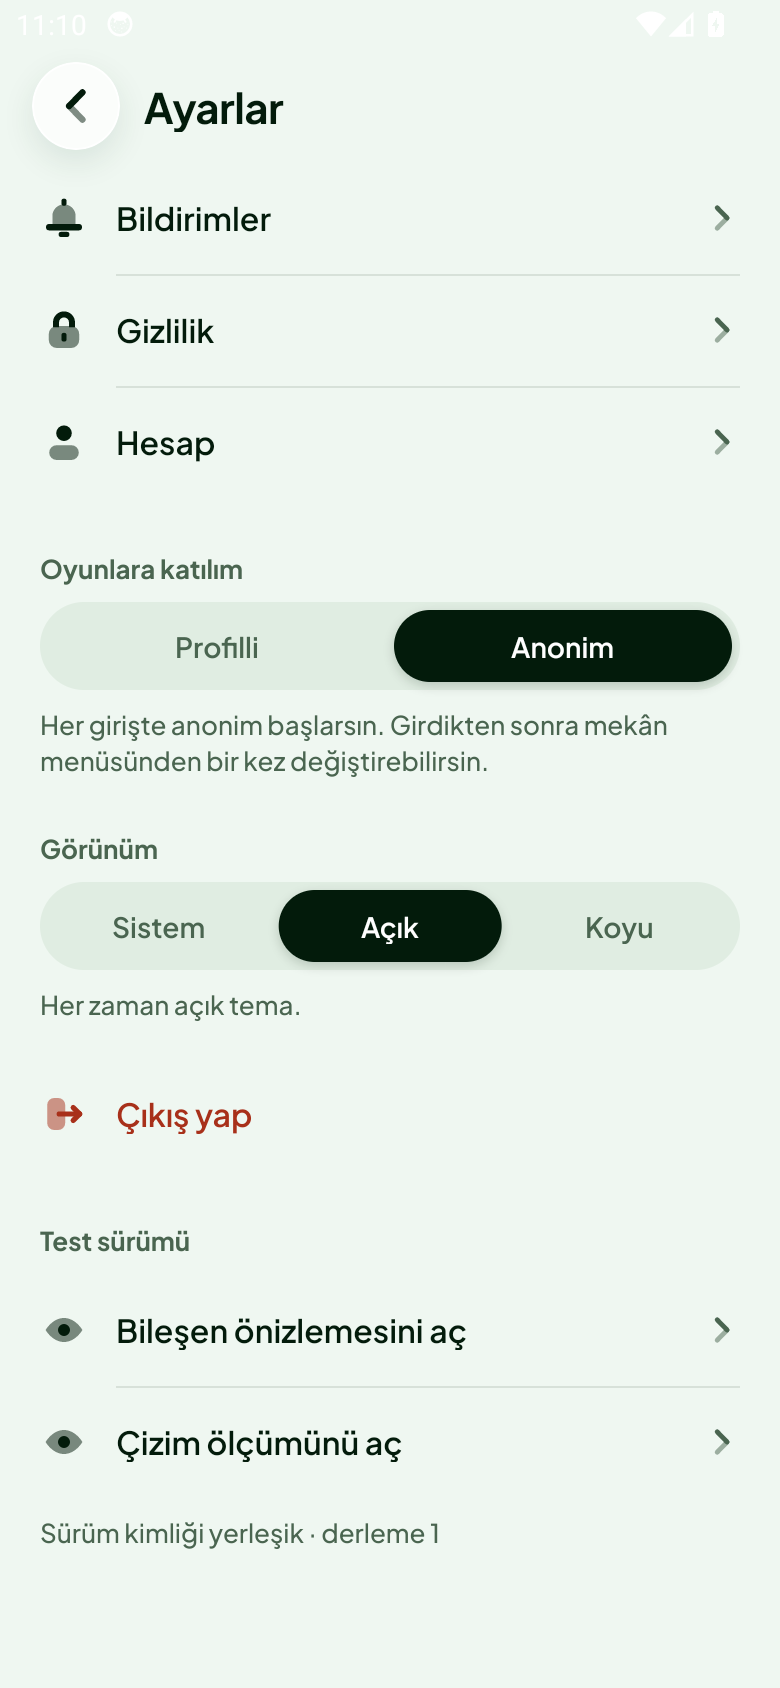 11:10
Ayarlar
Bildirimler
Gizlilik
Hesap
Oyunlara katılım
Profilli
Anonim
Her girişte anonim başlarsın. Girdikten sonra mekân
menüsünden bir kez değiştirebilirsin.
Görünüm
Sistem
Açık
Koyu
Her zaman açık tema.
Çıkış yap
Test sürümü
Bileşen önizlemesini aç
Çizim ölçümünü aç
Sürüm kimliği yerleşik · derleme 1